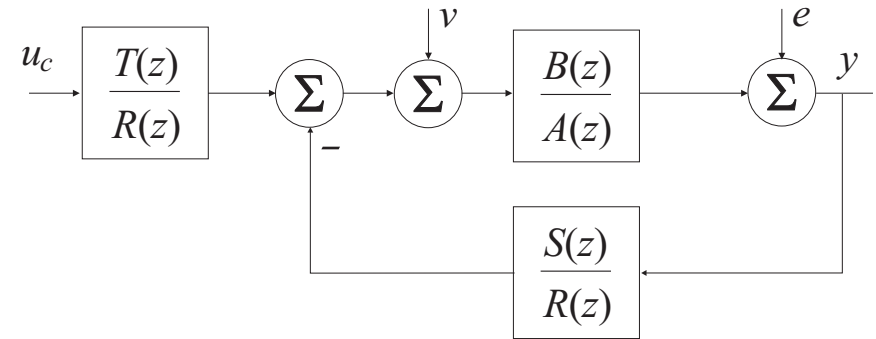 u_c
T(z)
R(z)
Σ
v
Σ
B(z)
A(z)
e
Σ
y
–
S(z)
R(z)